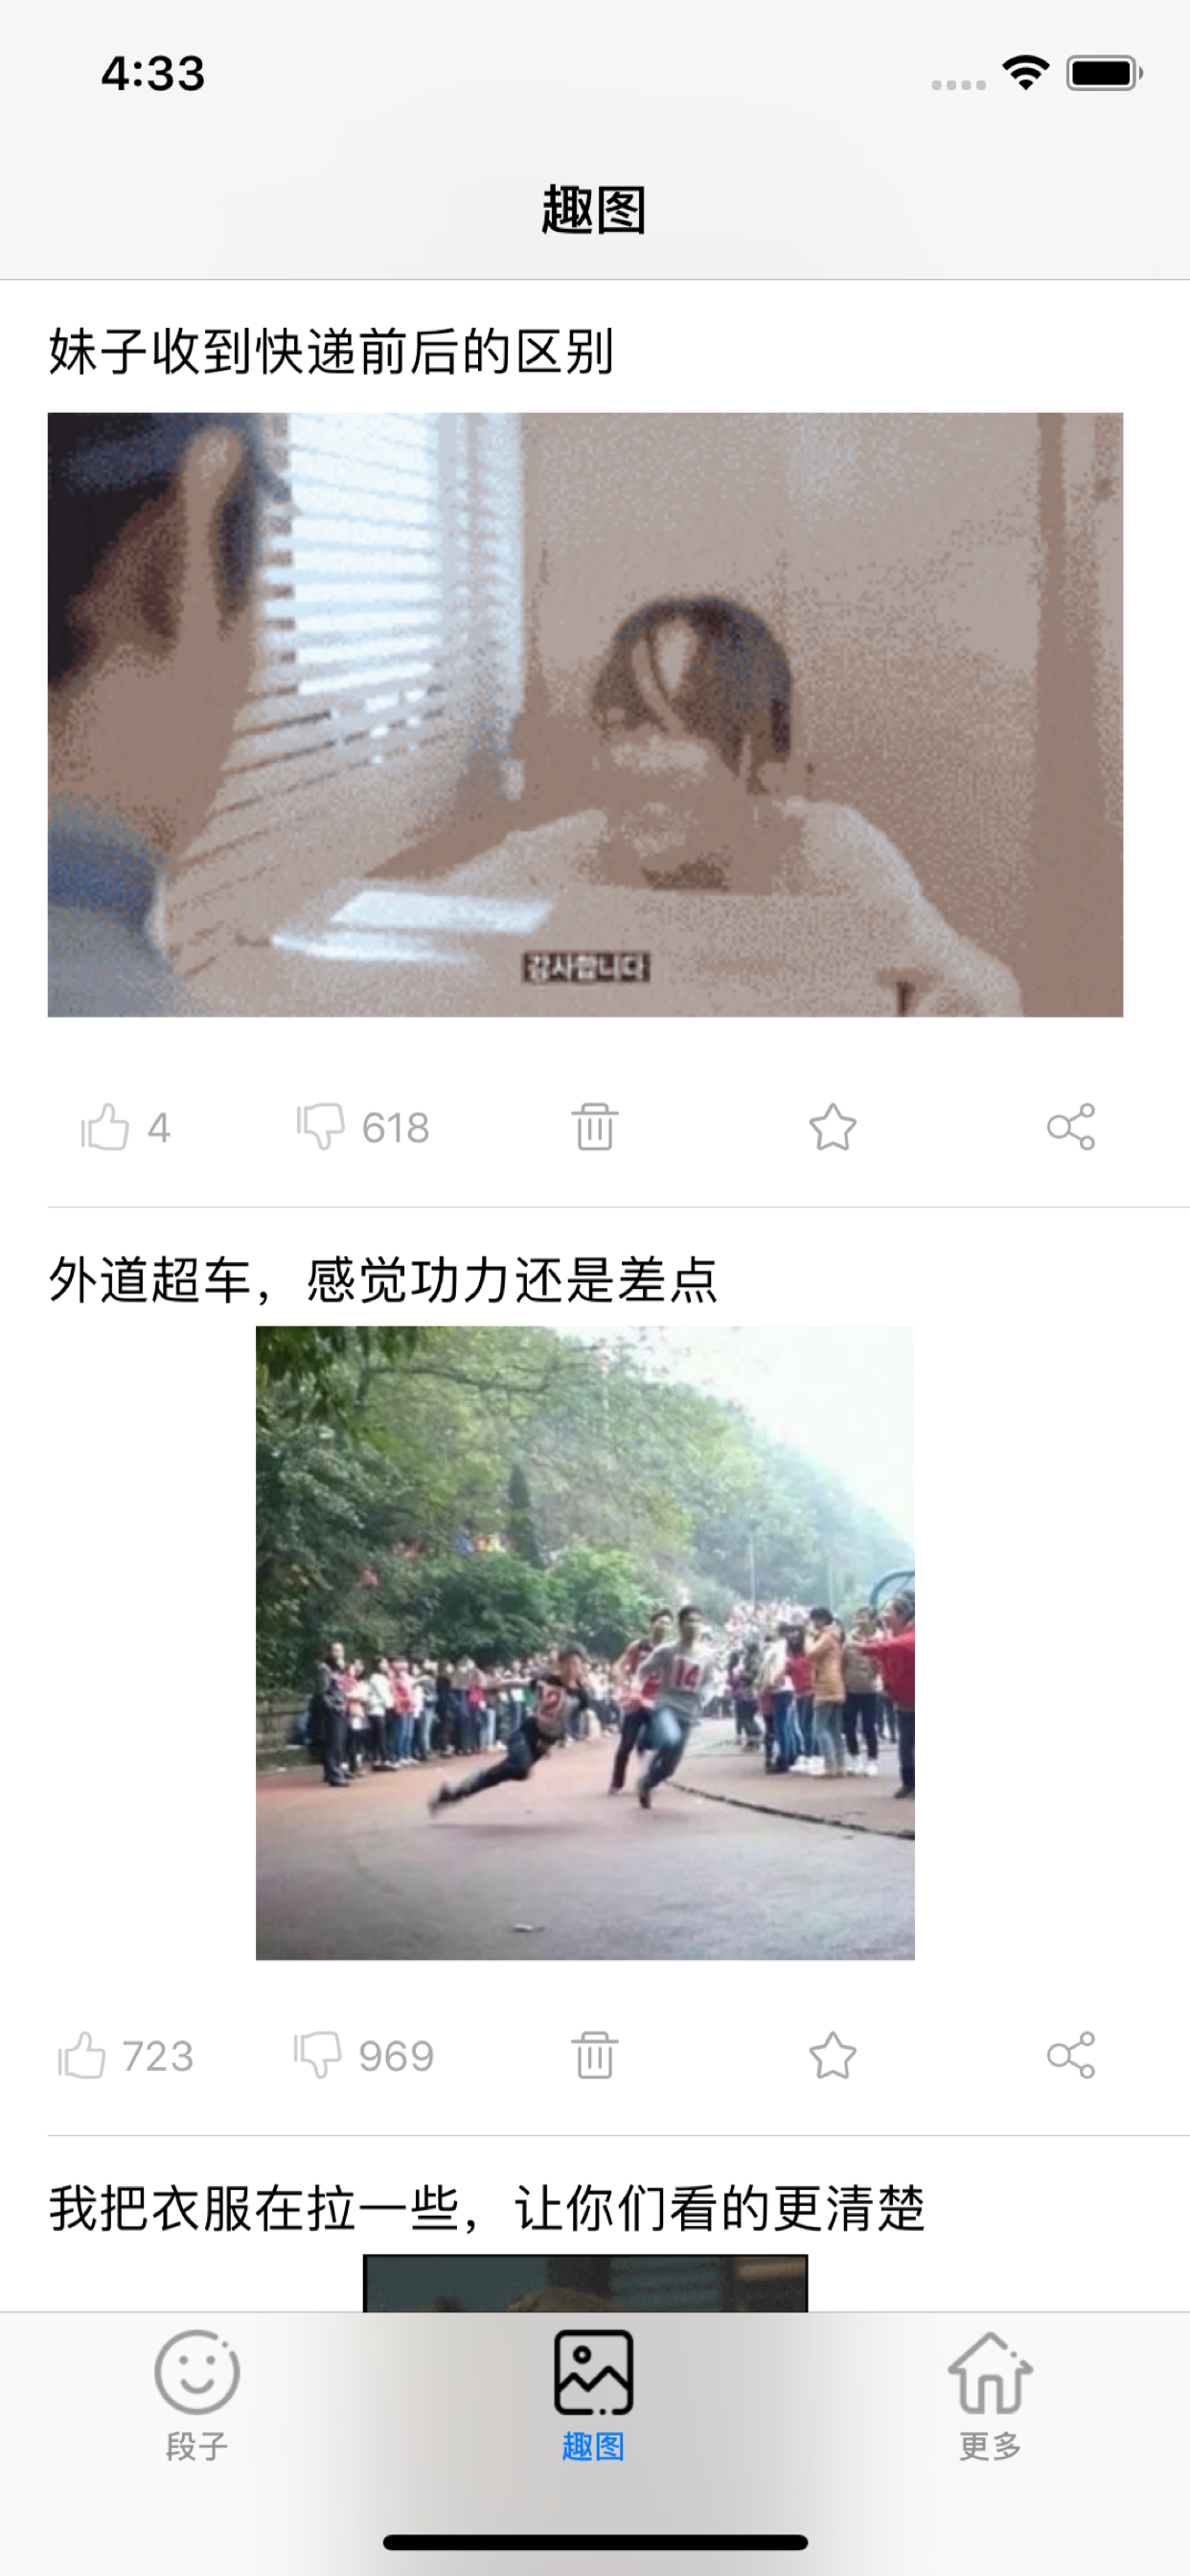 4:33
趣图
妹子收到快递前后的区别
감사합니다
4
618
外道超车，感觉功力还是差点
12
14
723
969
我把衣服在拉一些，让你们看的更清楚
段子
趣图
更多